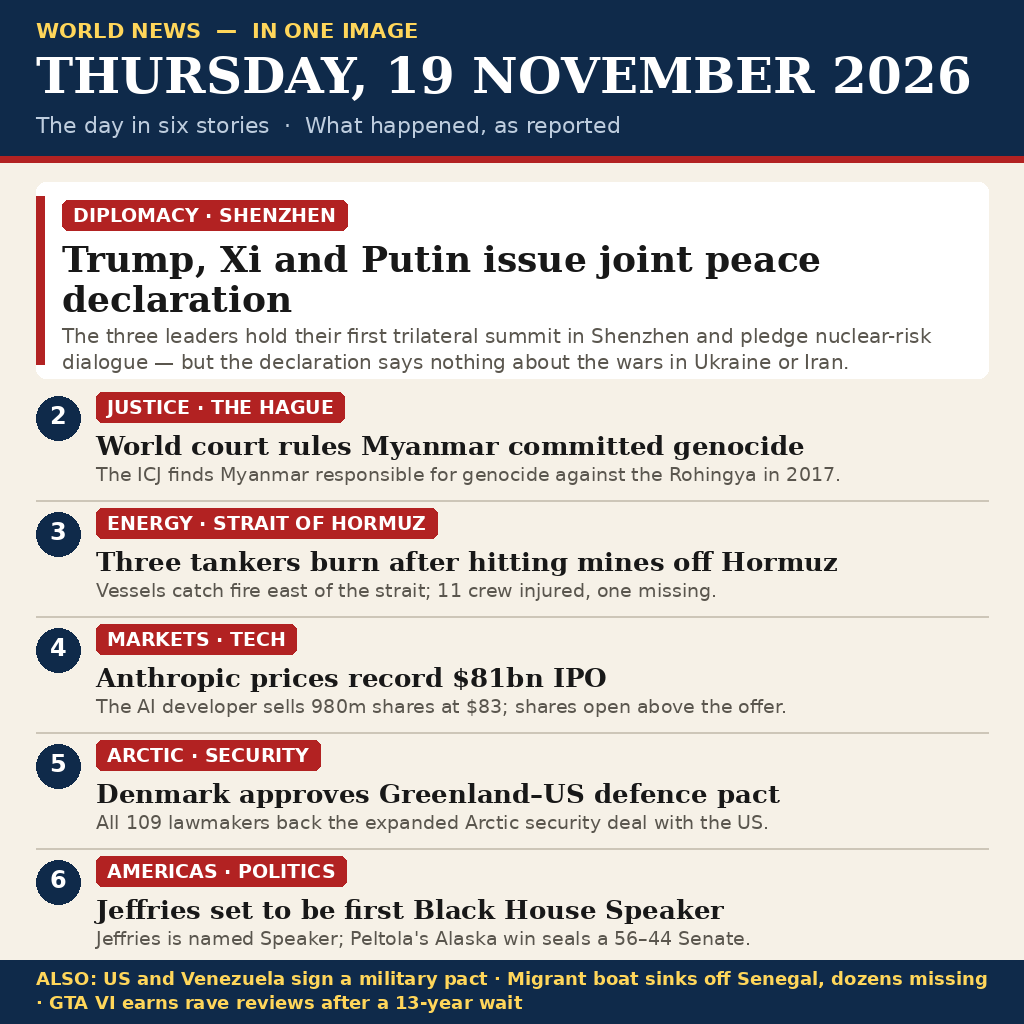 WORLD NEWS — IN ONE IMAGE
THURSDAY, 19 NOVEMBER 2026
The day in six stories · What happened, as reported
DIPLOMACY · SHENZHEN
Trump, Xi and Putin issue joint peace
declaration
The three leaders hold their first trilateral summit in Shenzhen and pledge nuclear-risk
dialogue — but the declaration says nothing about the wars in Ukraine or Iran.
2
JUSTICE · THE HAGUE
World court rules Myanmar committed genocide
The ICJ finds Myanmar responsible for genocide against the Rohingya in 2017.
3
ENERGY · STRAIT OF HORMUZ
Three tankers burn after hitting mines off Hormuz
Vessels catch fire east of the strait; 11 crew injured, one missing.
4
MARKETS · TECH
Anthropic prices record $81bn IPO
The AI developer sells 980m shares at $83; shares open above the offer.
5
ARCTIC · SECURITY
Denmark approves Greenland–US defence pact
All 109 lawmakers back the expanded Arctic security deal with the US.
6
AMERICAS · POLITICS
Jeffries set to be first Black House Speaker
Jeffries is named Speaker; Peltola's Alaska win seals a 56–44 Senate.
ALSO: US and Venezuela sign a military pact · Migrant boat sinks off Senegal, dozens missing
· GTA VI earns rave reviews after a 13-year wait